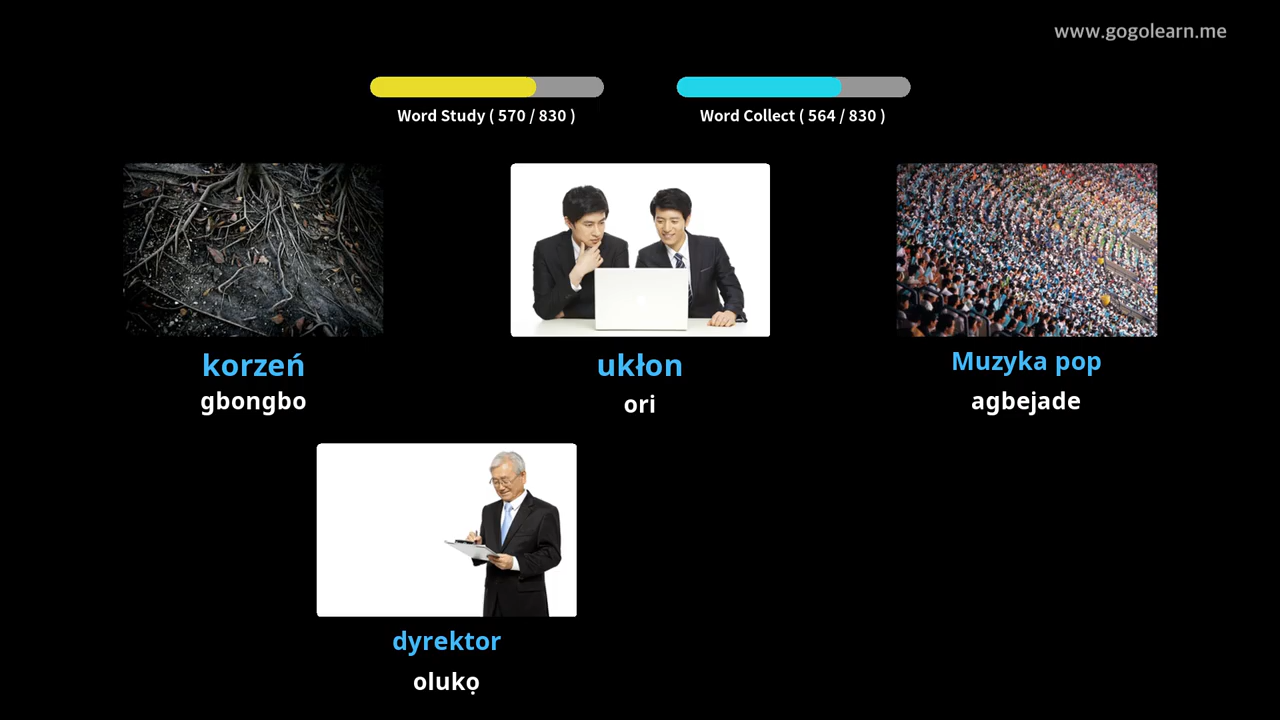 www.gogolearn.me
Word Study ( 570 / 830 )
Word Collect ( 564 / 830 )
korzeń
gbongbo
ukłon
ori
Muzyka pop
agbejade
dyrektor
olukọ